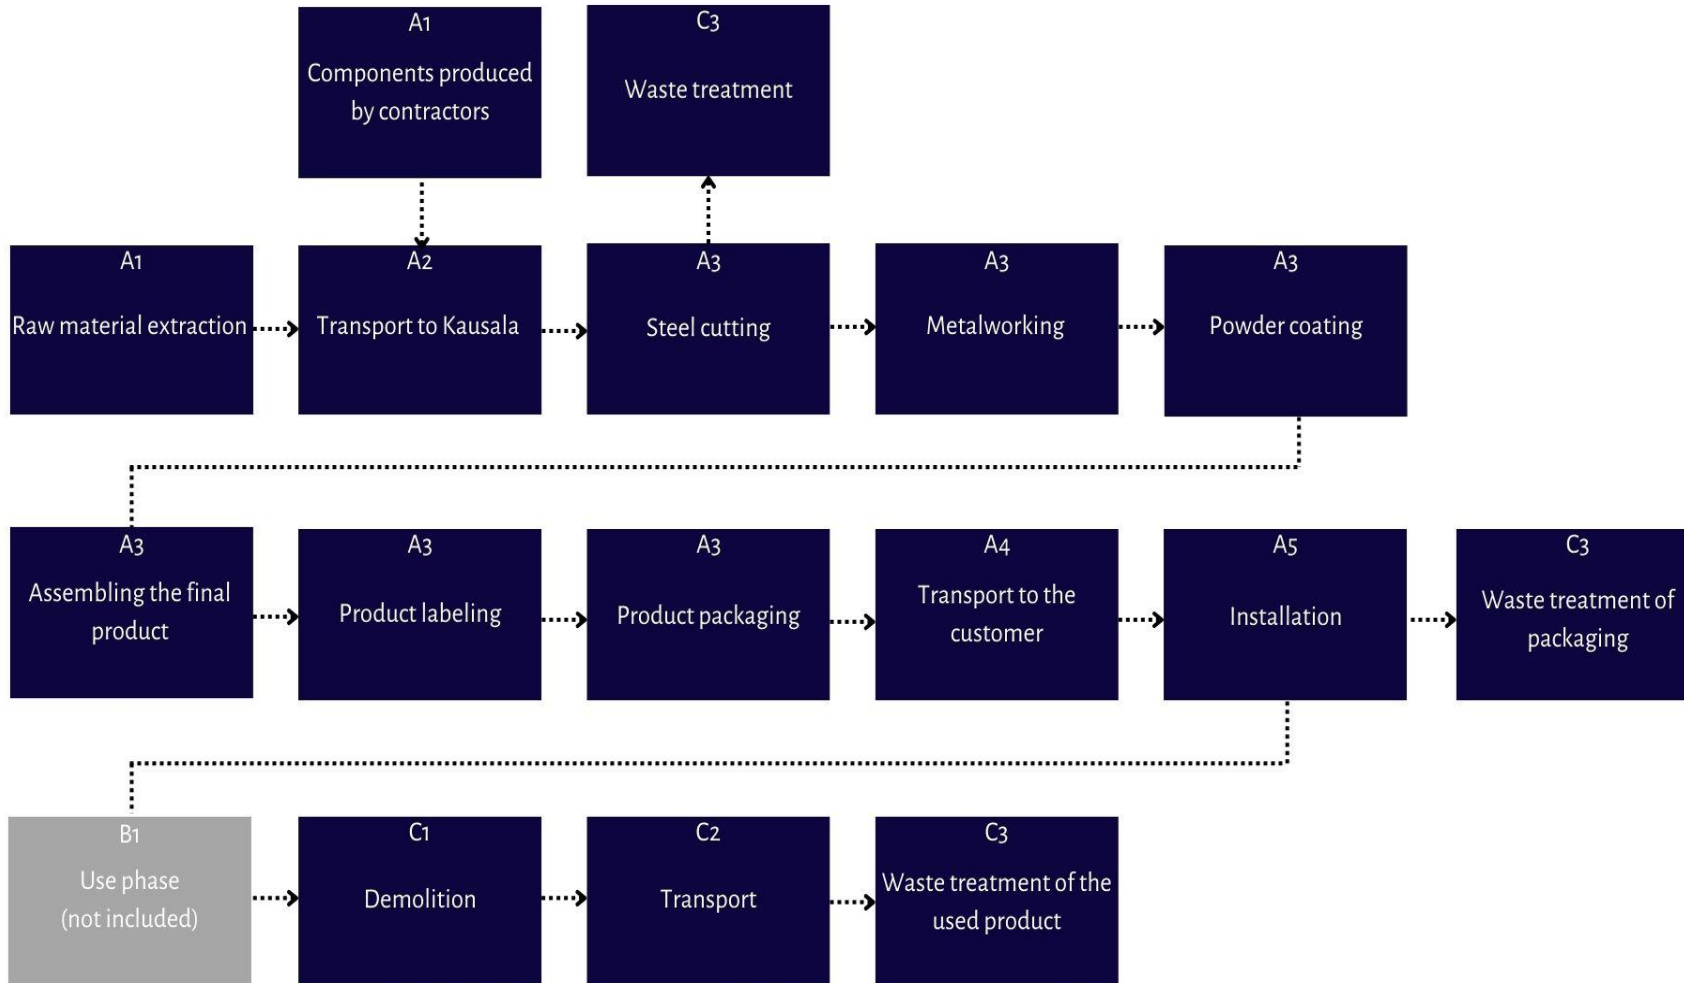 A1
Components produced
by contractors
C3
Waste treatment
A1
Raw material extraction
A2
Transport to Kausala
A3
Steel cutting
A3
Metalworking
A3
Powder coating
A3
Assembling the final
product
A3
Product labeling
A3
Product packaging
A4
Transport to the
customer
A5
Installation
C3
Waste treatment of
packaging
B1
Use phase
(not included)
C1
Demolition
C2
Transport
C3
Waste treatment of the
used product